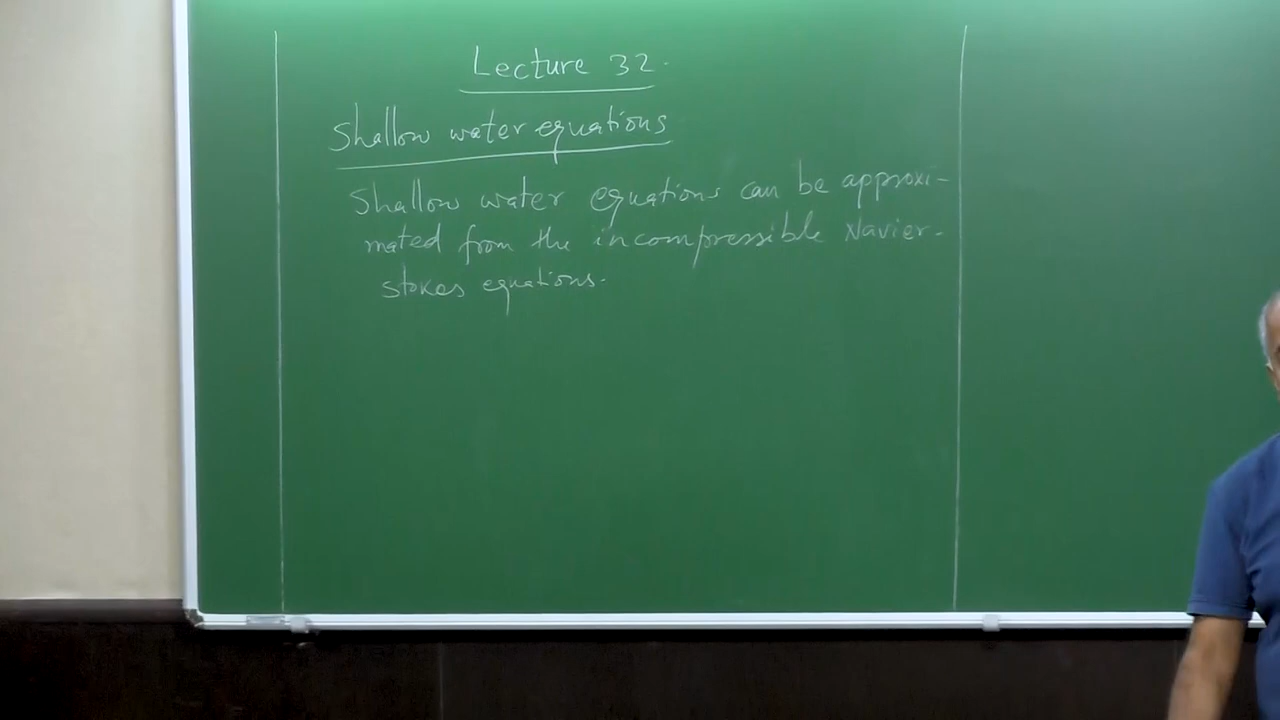 Lecture 32.
Shallow water equations
Shallow water equations can be approxi-
mated from the incompressible Navier-
stokes equations.